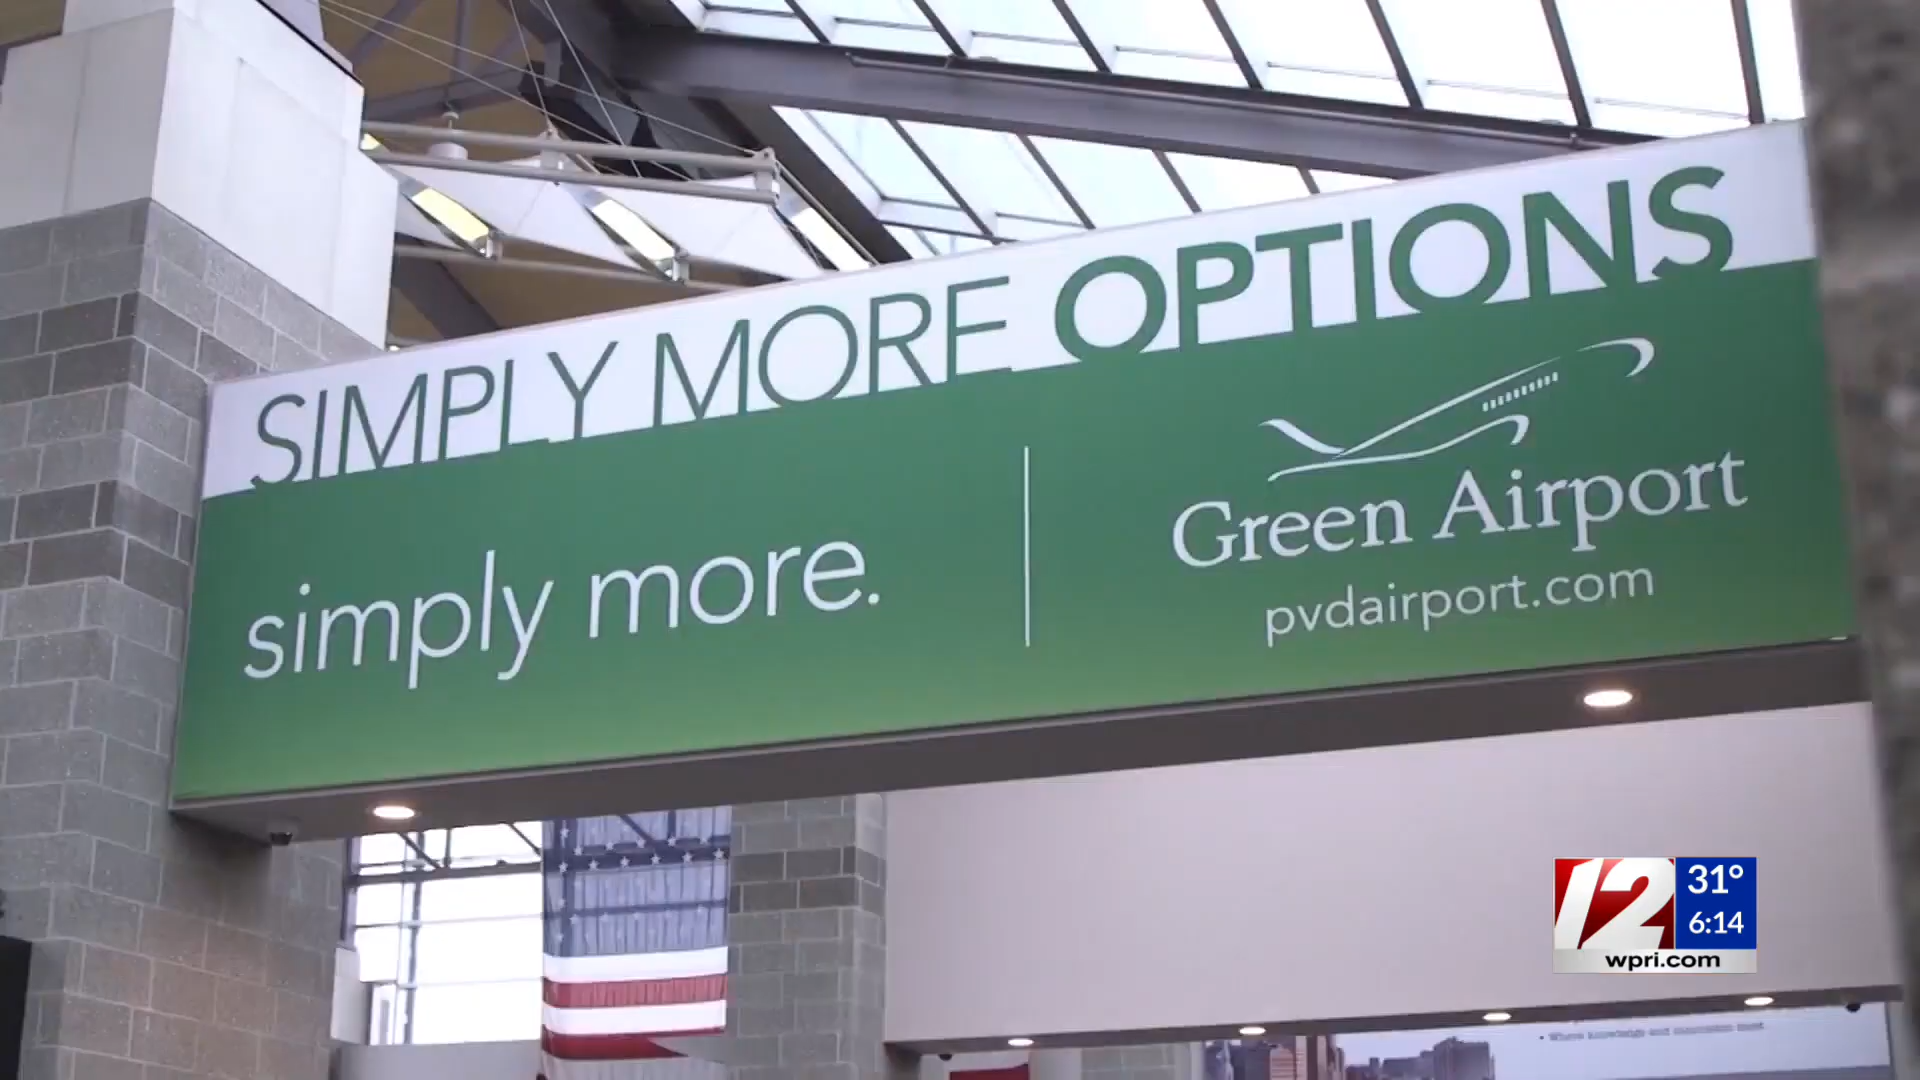 SIMPLY MORE OPTIONS
simply more.
Green Airport
pvdairport.com
12
31°
6:14
wpri.com